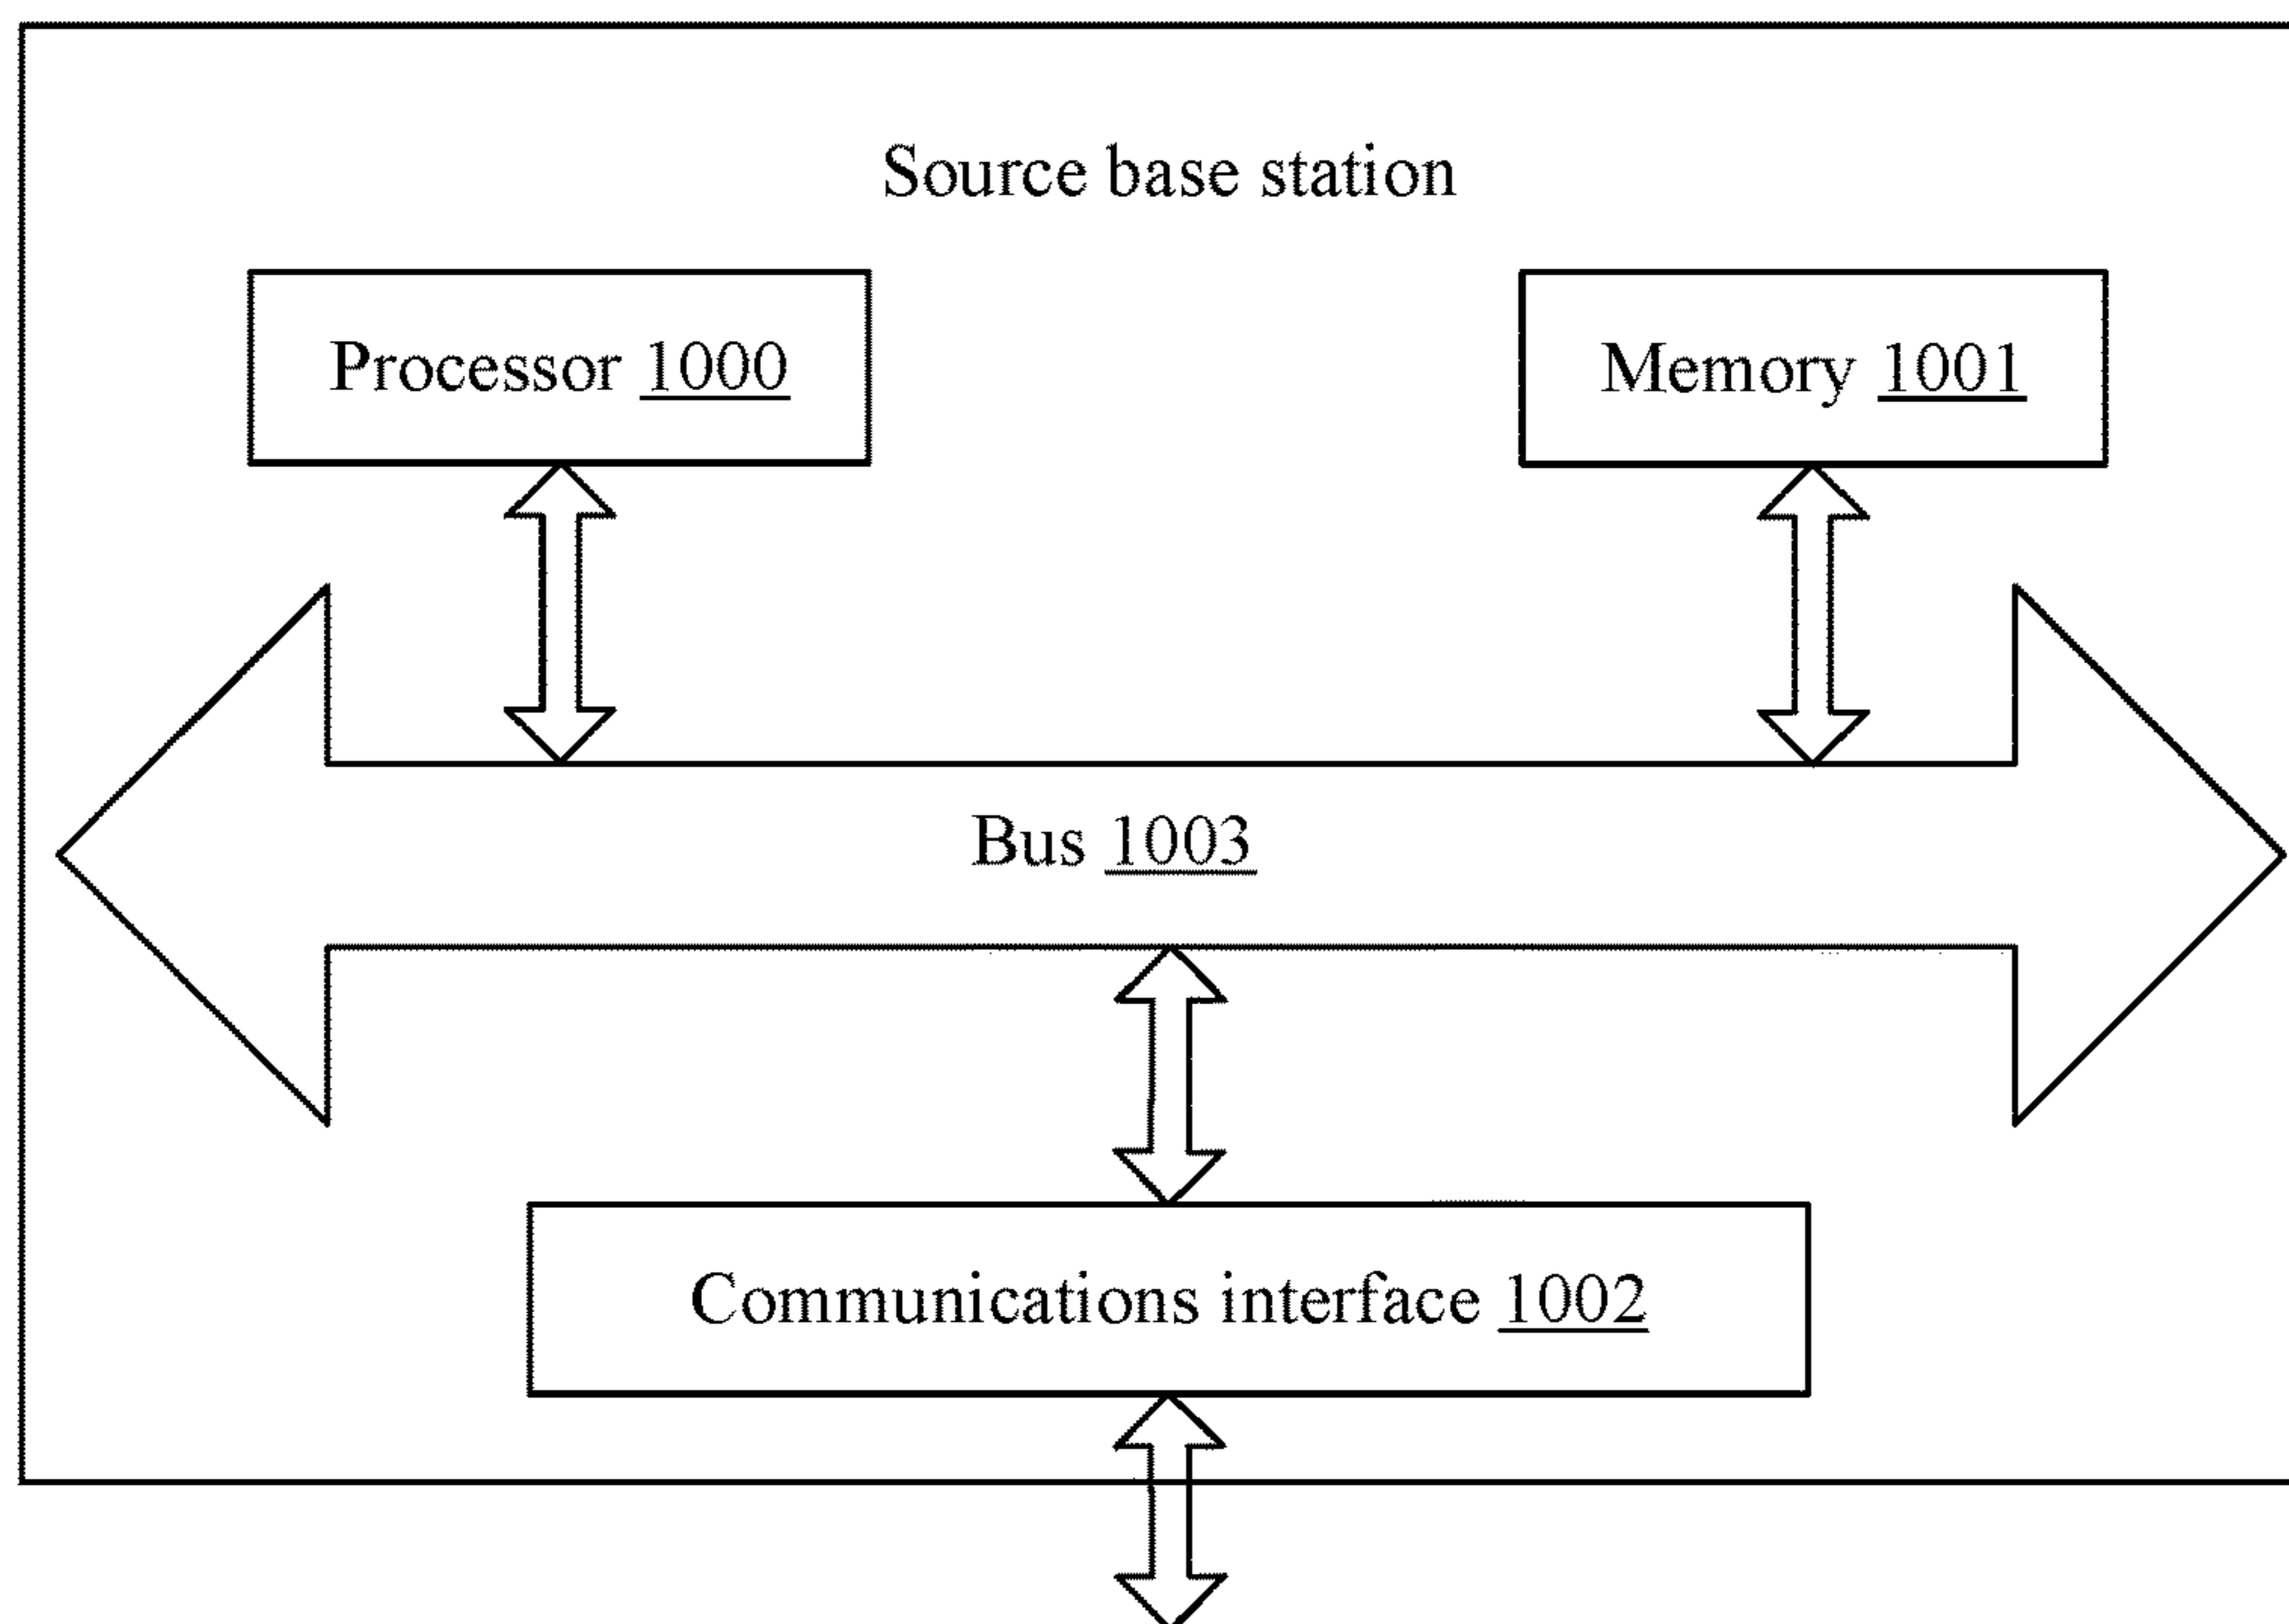 Source base station
Processor 1000
Memory 1001
Bus 1003
Communications interface 1002